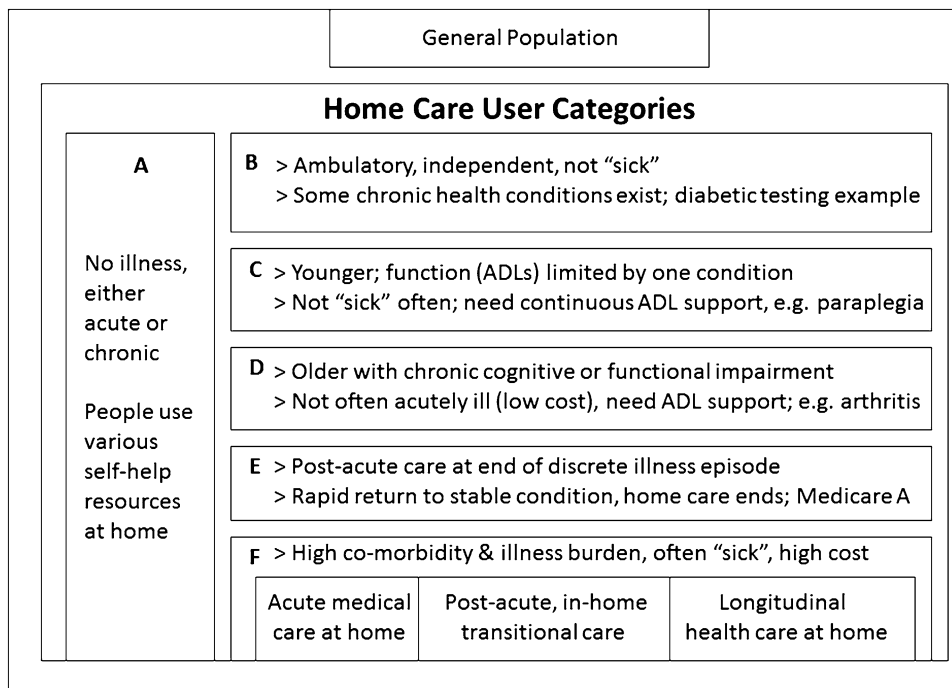 General Population
Home Care User Categories
A
No illness,
either
acute or
chronic
People use
various
self-help
resources
at home
B > Ambulatory, independent, not “sick”
> Some chronic health conditions exist; diabetic testing example
C > Younger; function (ADLs) limited by one condition
> Not “sick” often; need continuous ADL support, e.g. paraplegia
D > Older with chronic cognitive or functional impairment
> Not often acutely ill (low cost), need ADL support; e.g. arthritis
E > Post-acute care at end of discrete illness episode
> Rapid return to stable condition, home care ends; Medicare A
F > High co-morbidity & illness burden, often “sick”, high cost
Acute medical
care at home
Post-acute, in-home
transitional care
Longitudinal
health care at home